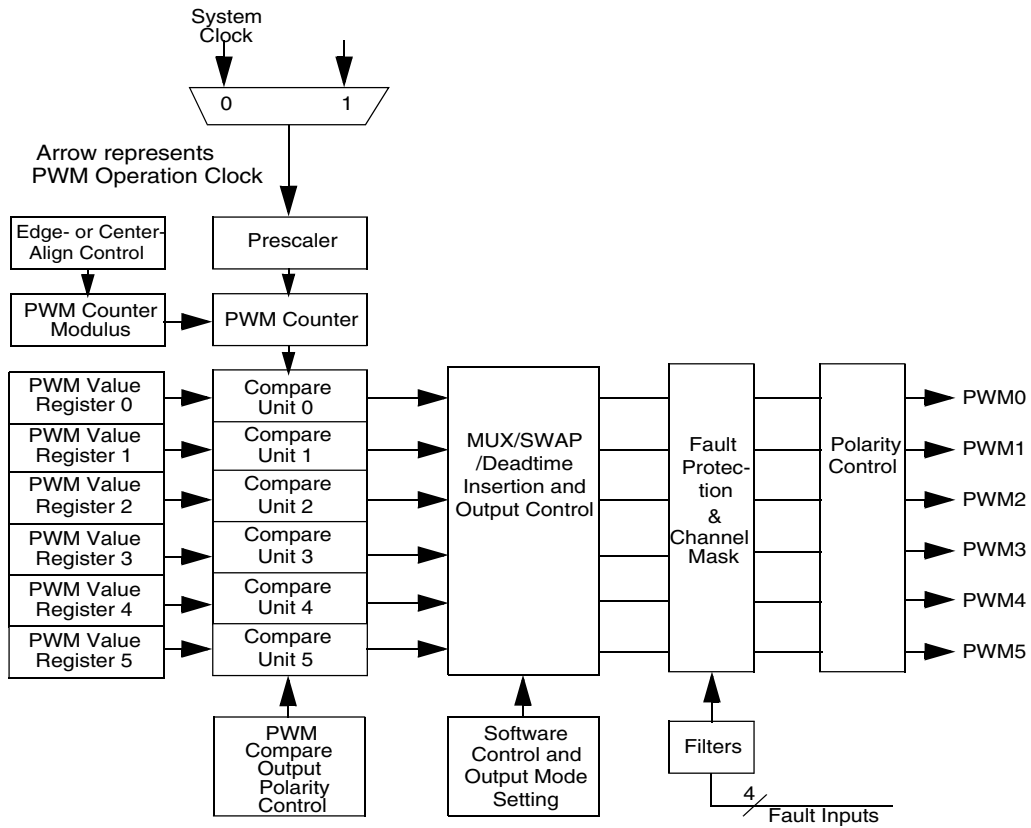 System
Clock
0 1
Arrow represents
PWM Operation Clock
Edge- or Center-
Align Control
Prescaler
PWM Counter
Modulus
PWM Counter
PWM Value
Register 0
Compare
Unit 0
PWM0
PWM Value
Register 1
Compare
Unit 1
PWM1
PWM Value
Register 2
Compare
Unit 2
PWM2
PWM Value
Register 3
Compare
Unit 3
PWM3
PWM Value
Register 4
Compare
Unit 4
PWM4
PWM Value
Register 5
Compare
Unit 5
PWM5
MUX/SWAP
/Deadtime
Insertion and
Output Control
Fault
Protec-
tion
&
Channel
Mask
Polarity
Control
PWM
Compare
Output
Polarity
Control
Software
Control and
Output Mode
Setting
Filters
4
Fault Inputs